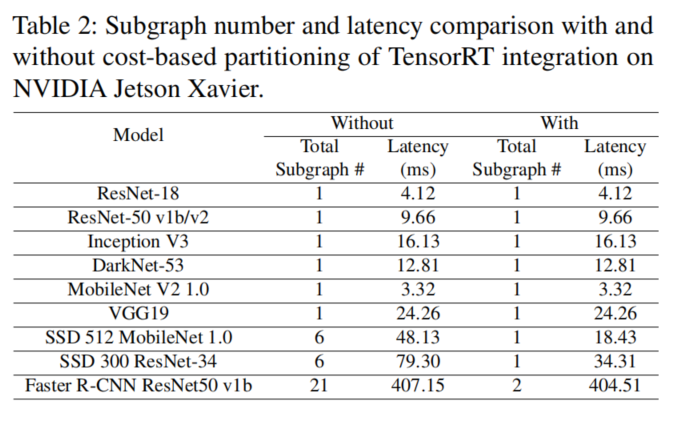 Table 2: Subgraph number and latency comparison with and
without cost-based partitioning of TensorRT integration on
NVIDIA Jetson Xavier.
Model Without With
Total Latency Total Latency
Subgraph # (ms) Subgraph # (ms)
ResNet-18 1 4.12 1 4.12
ResNet-50 v1b/v2 1 9.66 1 9.66
Inception V3 1 16.13 1 16.13
DarkNet-53 1 12.81 1 12.81
MobileNet V2 1.0 1 3.32 1 3.32
VGG19 1 24.26 1 24.26
SSD 512 MobileNet 1.0 6 48.13 1 18.43
SSD 300 ResNet-34 6 79.30 1 34.31
Faster R-CNN ResNet50 v1b 21 407.15 2 404.51